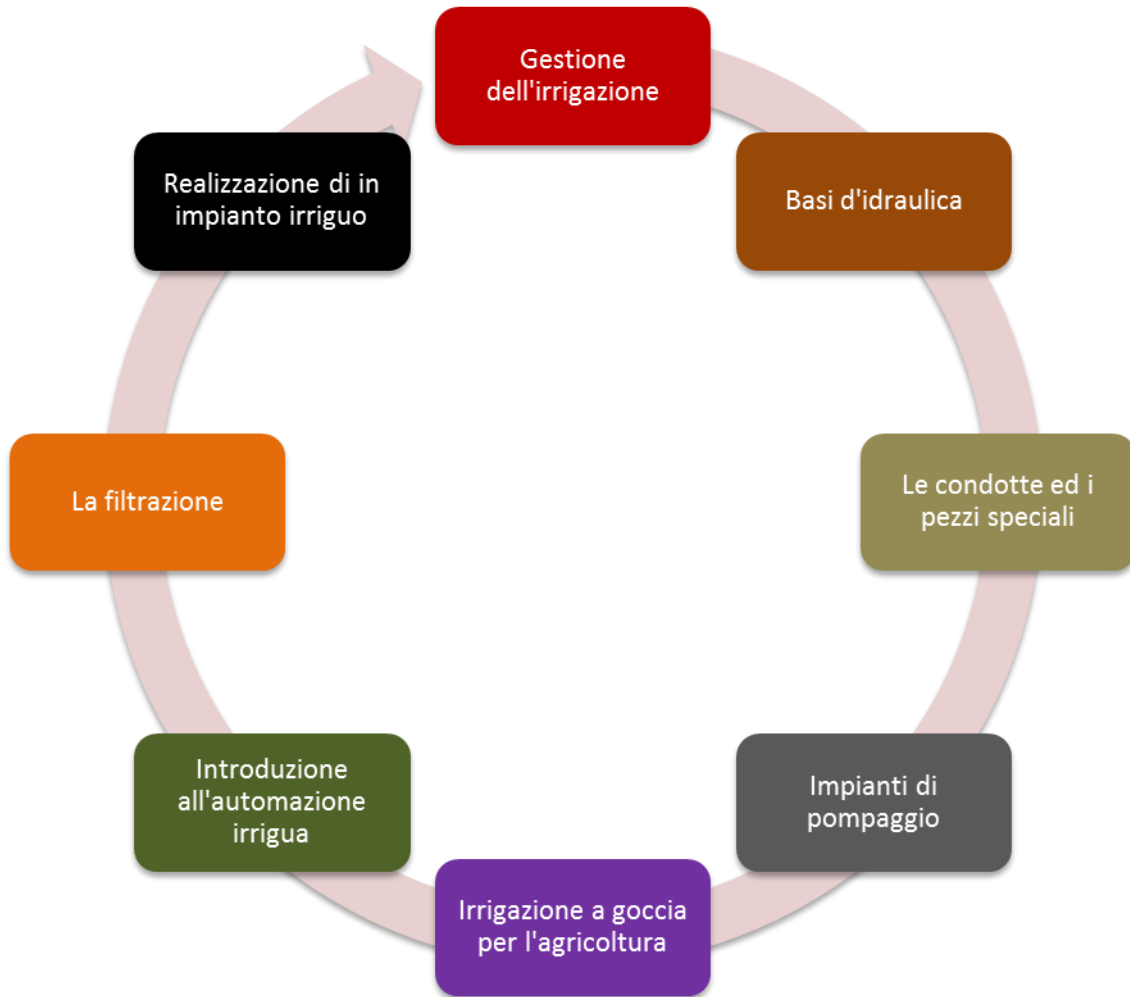 Gestione
dell'irrigazione
Basi d'idraulica
Le condotte ed i
pezzi speciali
Impianti di
pompaggio
Irrigazione a goccia
per l'agricoltura
Introduzione
all'automazione
irrigua
La filtrazione
Realizzazione di in
impianto irriguo